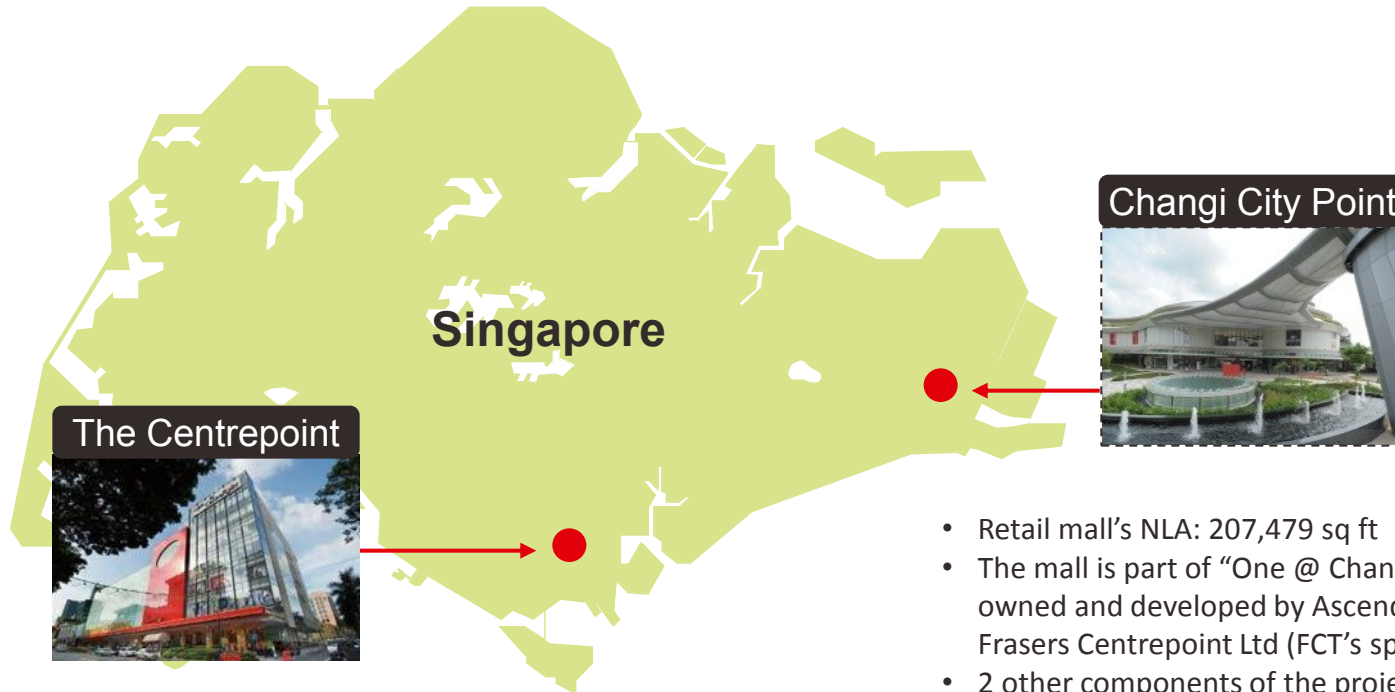 Changi City Point
Singapore
The Centrepoint
• Retail mall's NLA: 207,479 sq ft
• The mall is part of "One @ Chan
owned and developed by Ascend
Frasers Centrepoint Ltd (FCT's sp
• 2 other components of the proje